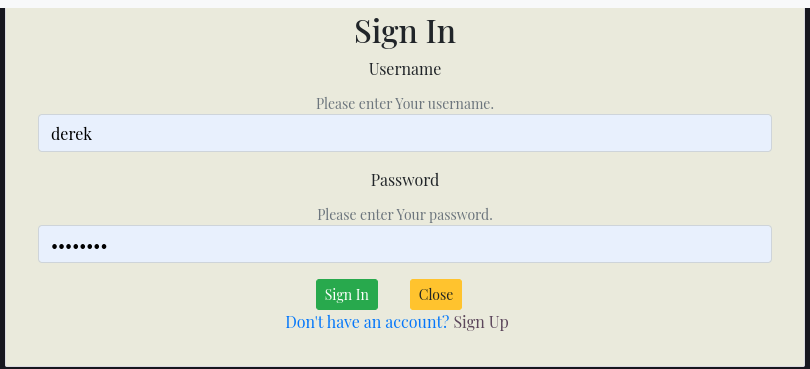 Sign In
Username
Please enter Your username.
derek
Password
Please enter Your password.
••••••••
Sign In Close
Don't have an account? Sign Up